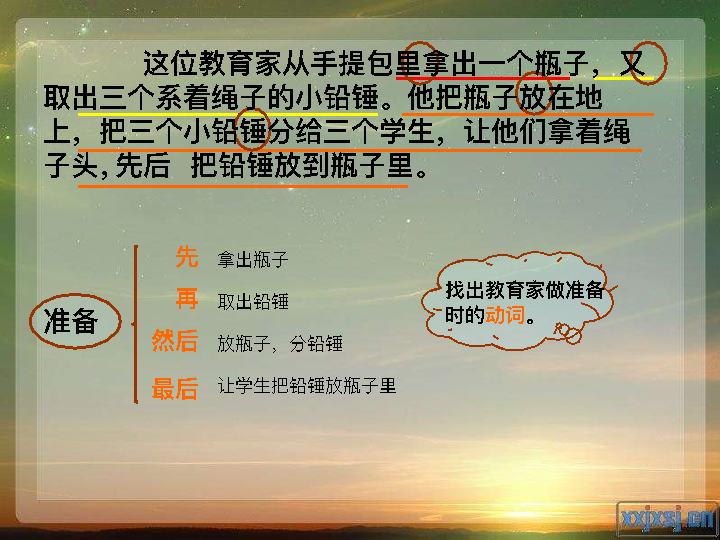 这位教育家从手提包里拿出一个瓶子，又
取出三个系着绳子的小铅锤。他把瓶子放在地
上，把三个小铅锤分给三个学生，让他们拿着绳
子头，先后 把铅锤放到瓶子里。
先 拿出瓶子
再 取出铅锤
准备
然后 放瓶子，分铅锤
最后 让学生把铅锤放瓶子里
找出教育家做准备
时的动词。
xxjxsj.cn